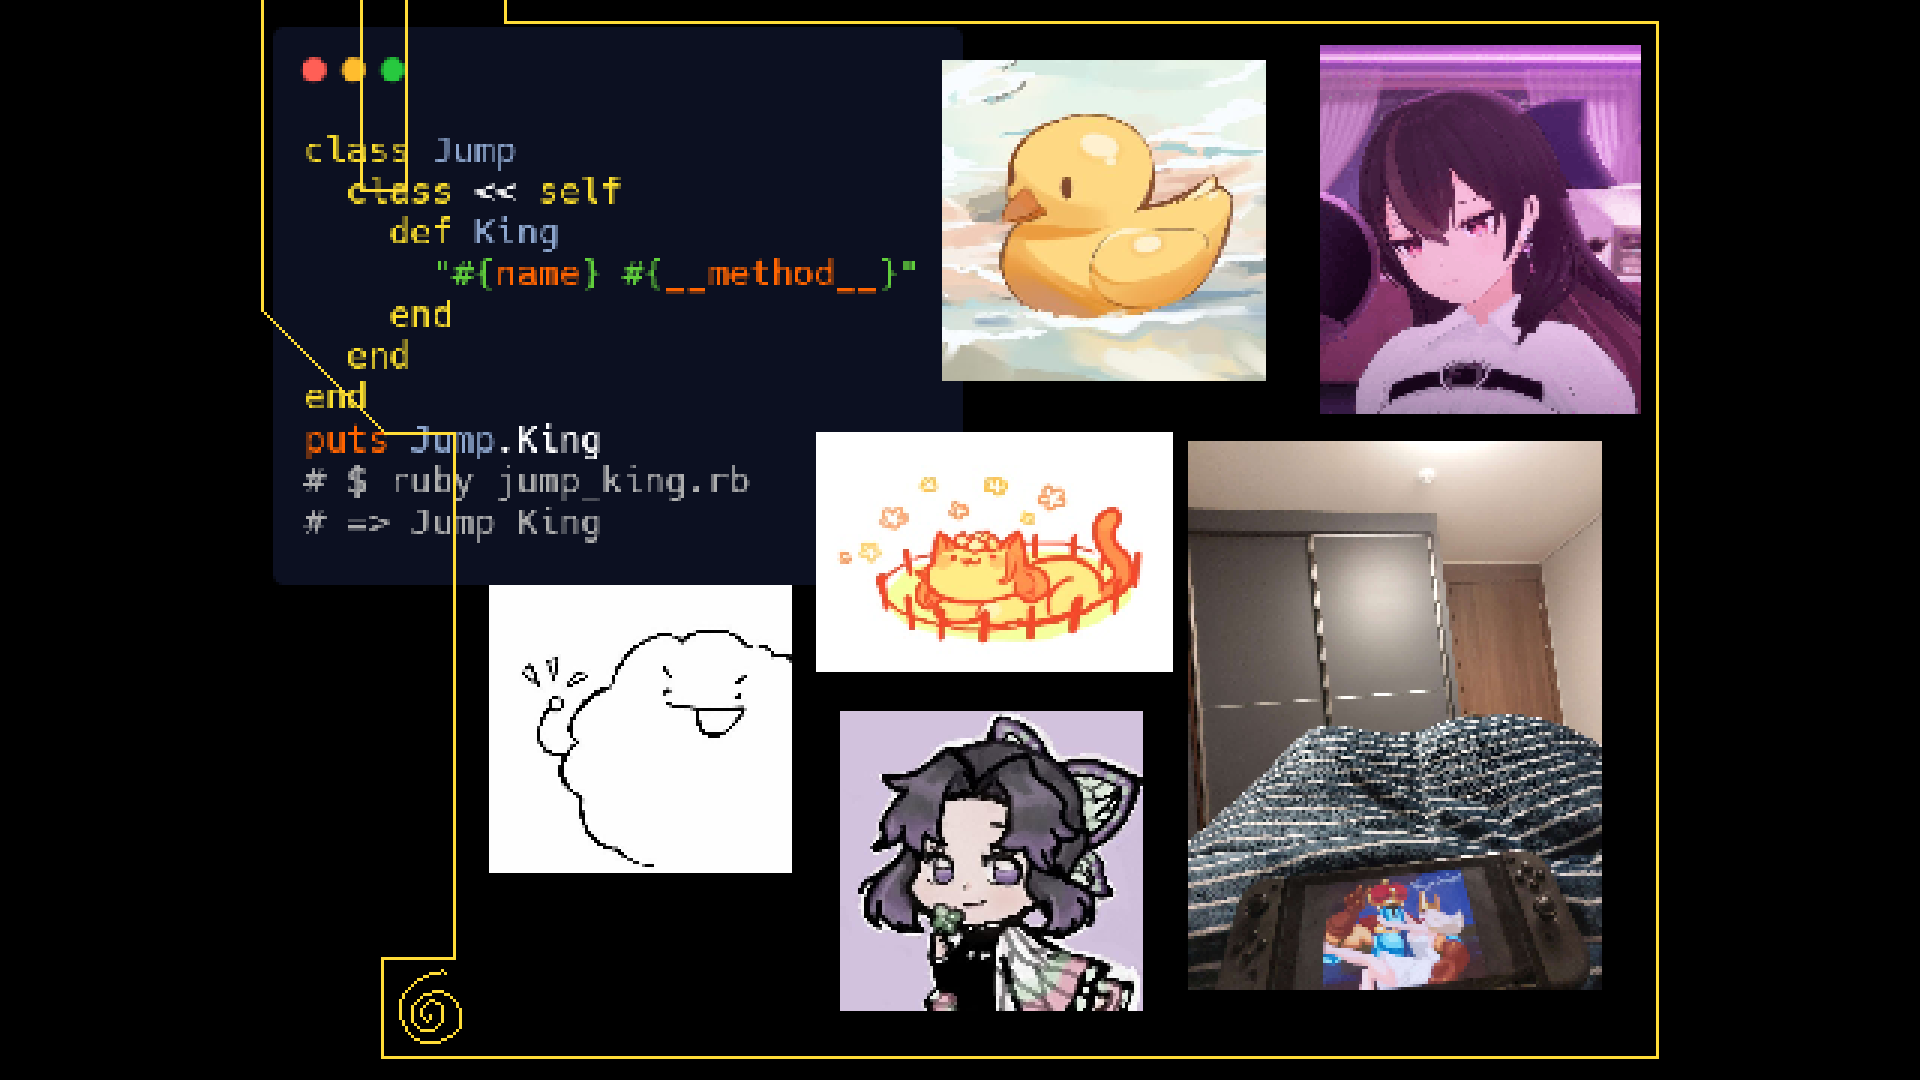 class Jump
  class << self
    def King
      "#{name} #{__method__}"
    end
  end
end
puts Jump.King
# $ ruby jump_king.rb
# => Jump King